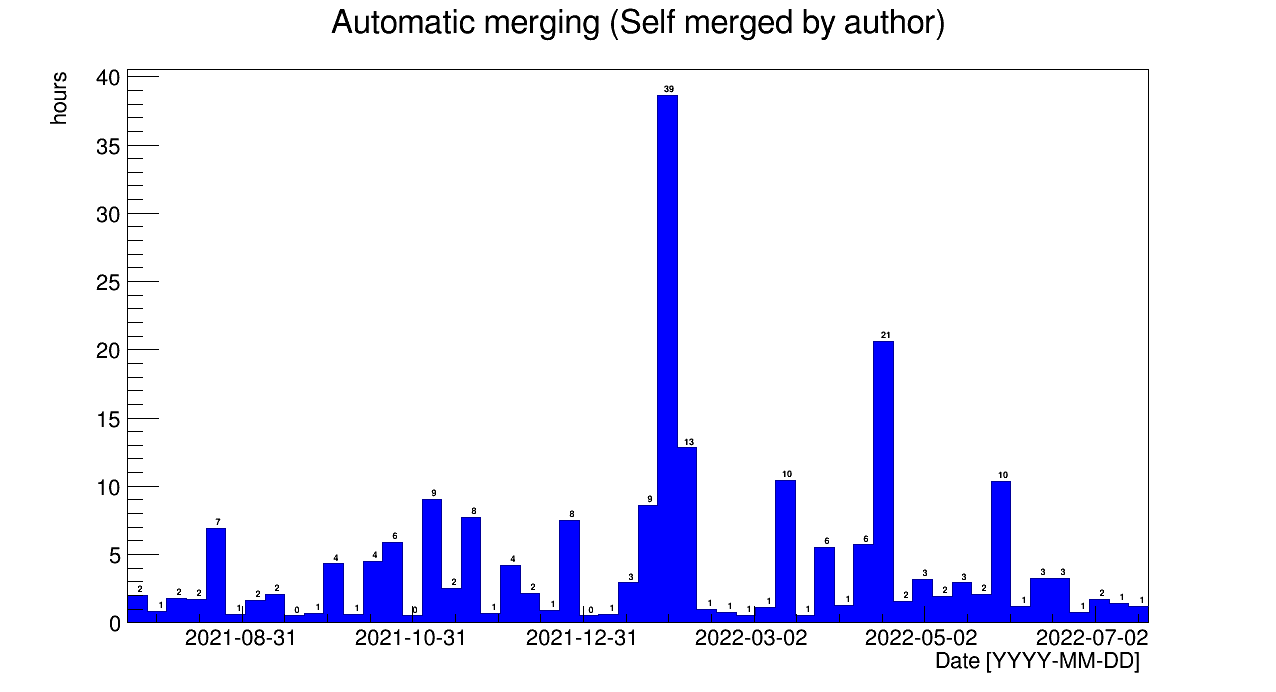 Automatic merging (Self merged by author)
hours
40
35
30
25
20
15
10
5
0
2 1 2 2 7 1 2 2 0 1 4 1 4 6 0 9 2 8 1 4 2 1 8 0 1 3 9 39 13 1 1 1 1 10 1 6 1 6 21 2 3 2 3 2 10 1 3 3 1 2 1 1
2021-08-31 2021-10-31 2021-12-31 2022-03-02 2022-05-02 2022-07-02
Date [YYYY-MM-DD]